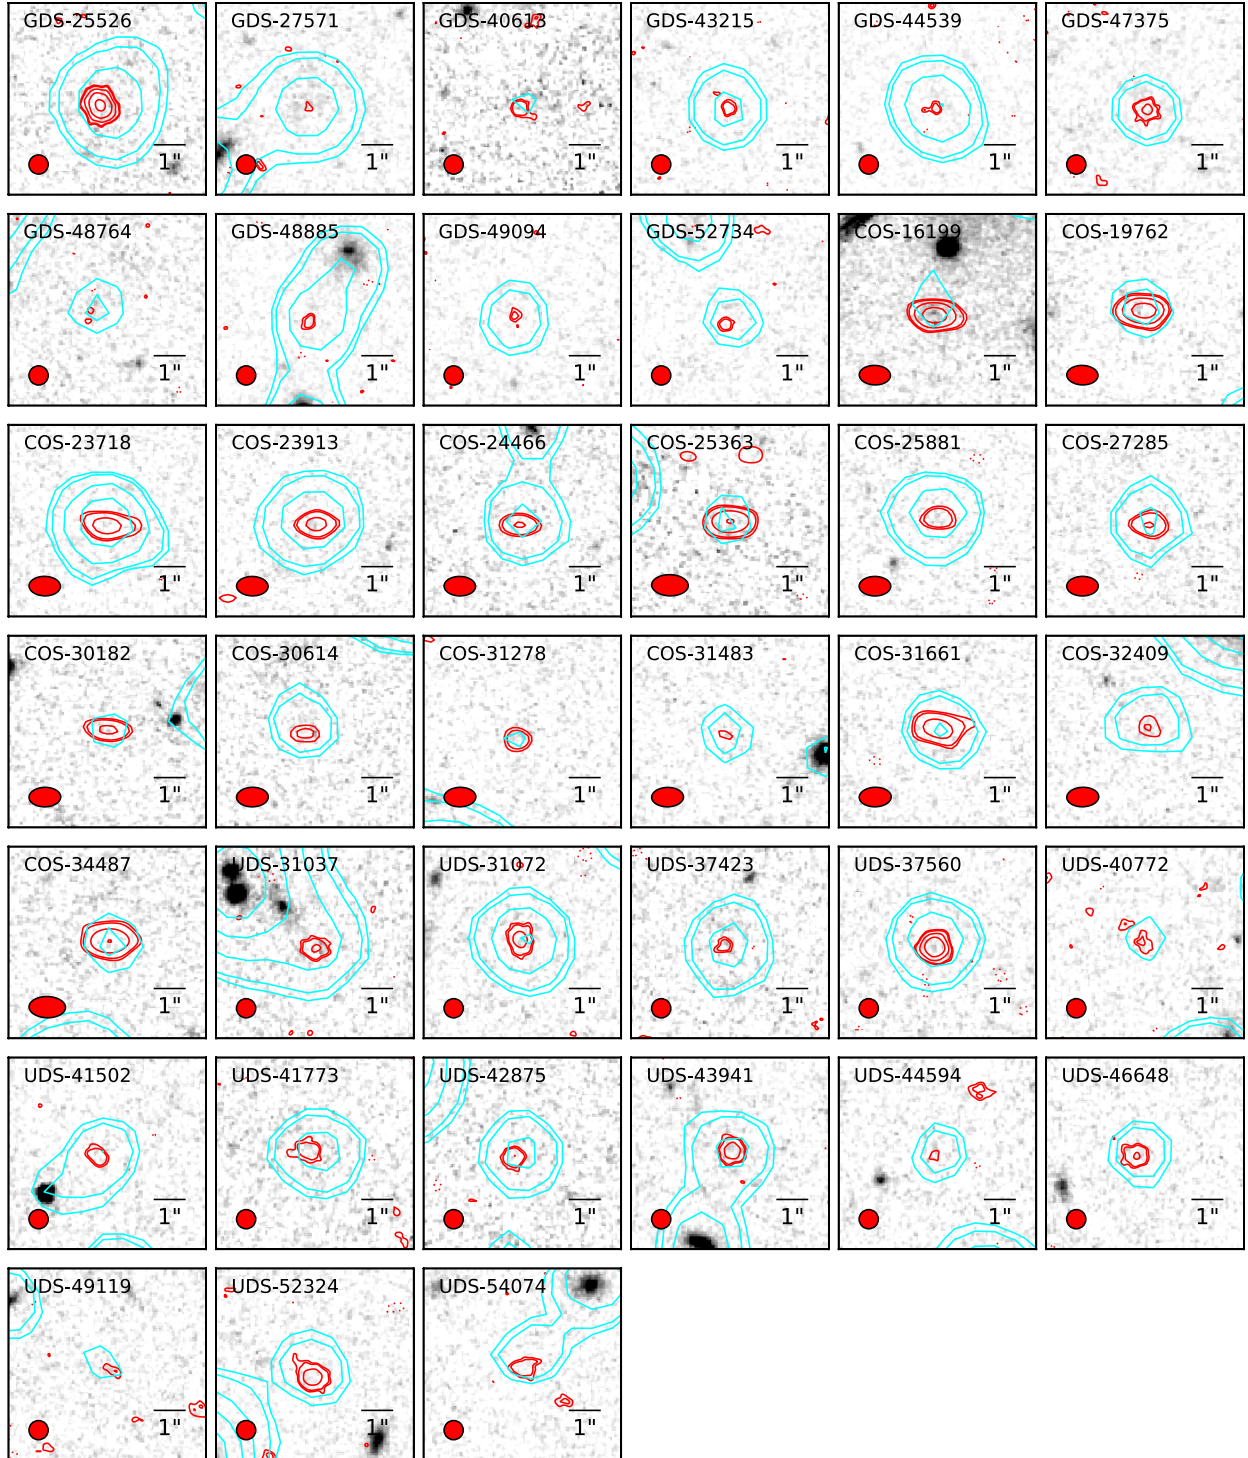 GDS-25526 GDS-27571 GDS-40613 GDS-43215 GDS-44539 GDS-47375
1" 1" 1" 1" 1" 1"
GDS-48764 GDS-48885 GDS-49094 GDS-52734 COS-16199 COS-19762
1" 1" 1" 1" 1" 1"
COS-23718 COS-23913 COS-24466 COS-25363 COS-25881 COS-27285
1" 1" 1" 1" 1" 1"
COS-30182 COS-30614 COS-31278 COS-31483 COS-31661 COS-32409
1" 1" 1" 1" 1" 1"
COS-34487 UDS-31037 UDS-31072 UDS-37423 UDS-37560 UDS-40772
1" 1" 1" 1" 1" 1"
UDS-41502 UDS-41773 UDS-42875 UDS-43941 UDS-44594 UDS-46648
1" 1" 1" 1" 1" 1"
UDS-49119 UDS-52324 UDS-54074
1" 1" 1"